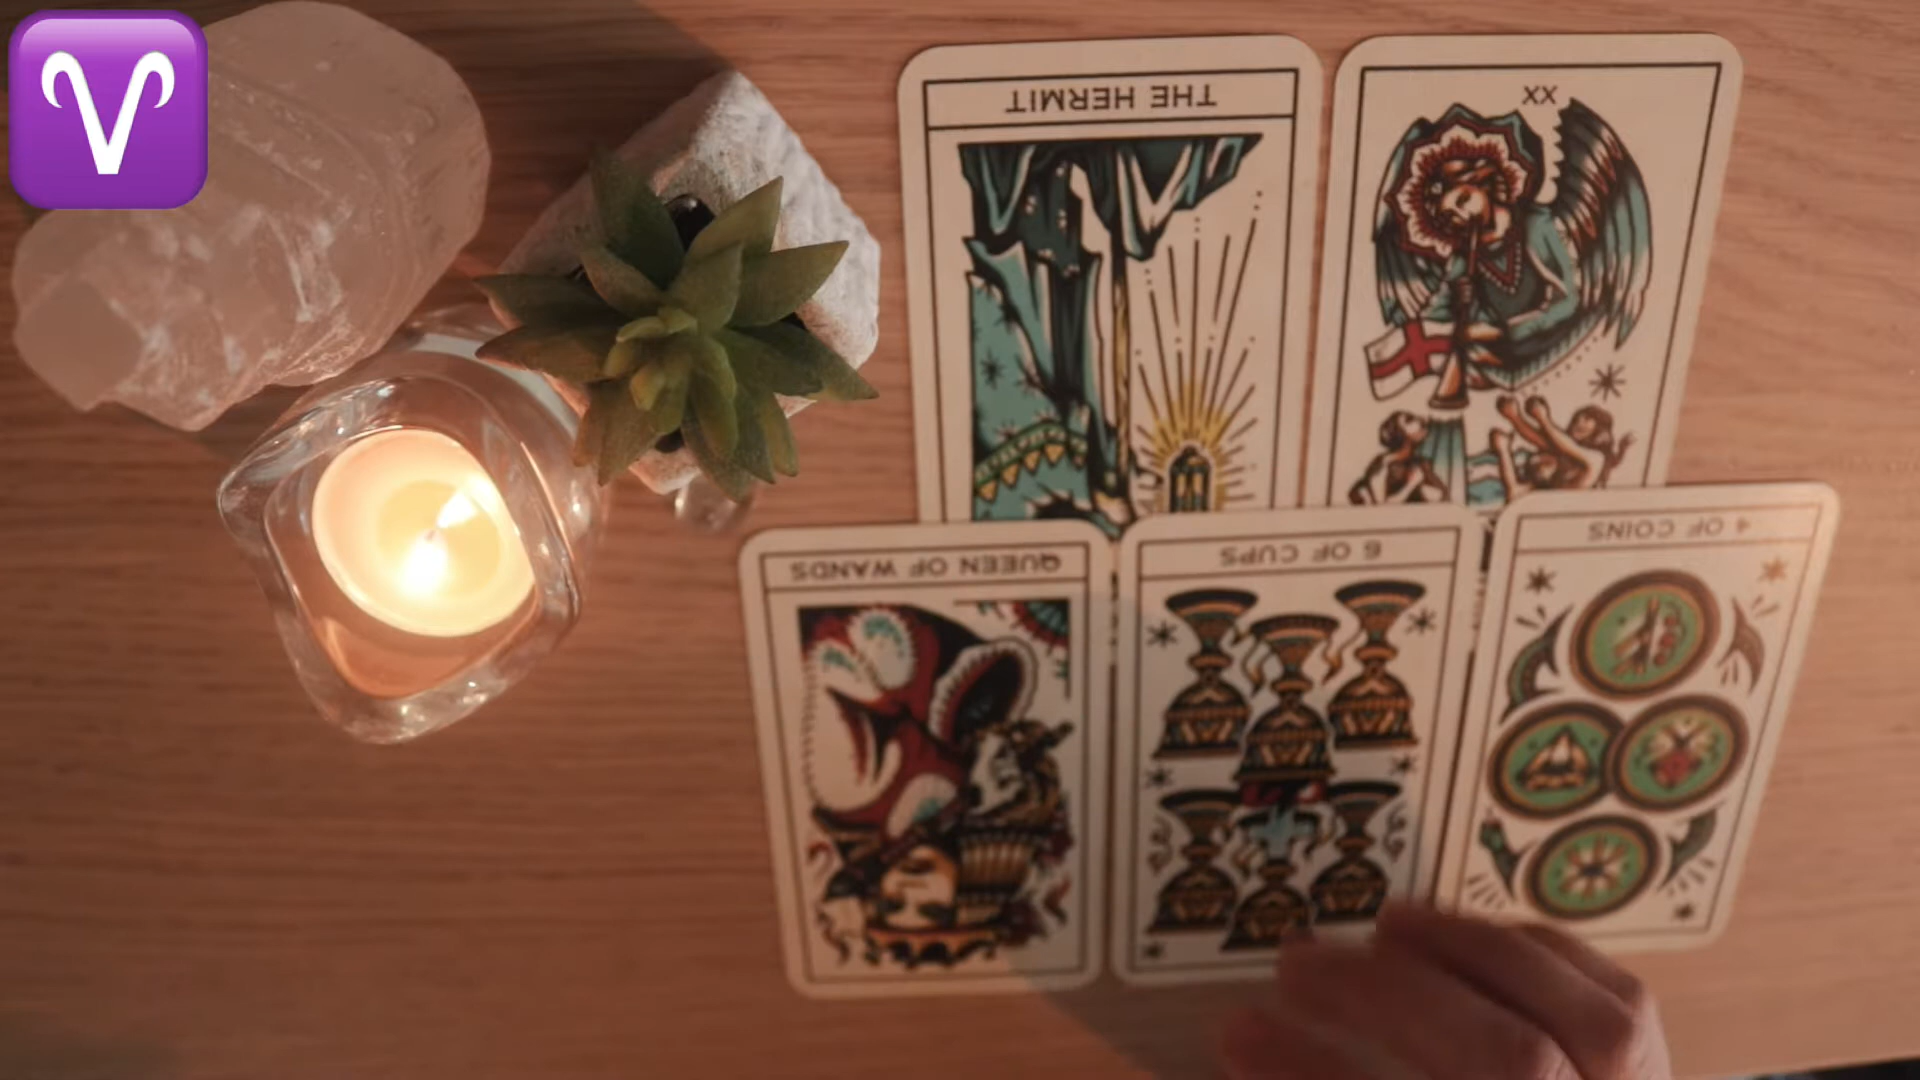 THE HERMIT
XX
QUEEN OF WANDS
6 OF CUPS
4 OF COINS